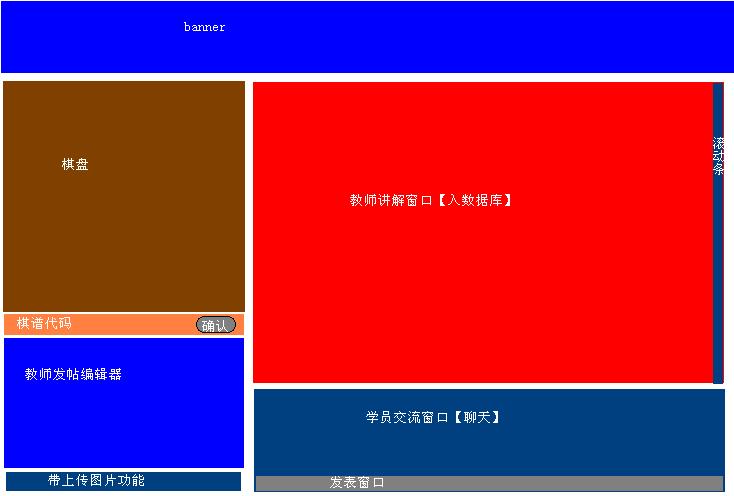 banner
棋盘
滚动条
教师讲解窗口【入数据库】
棋谱代码
确认
教师发帖编辑器
学员交流窗口【聊天】
带上传图片功能
发表窗口